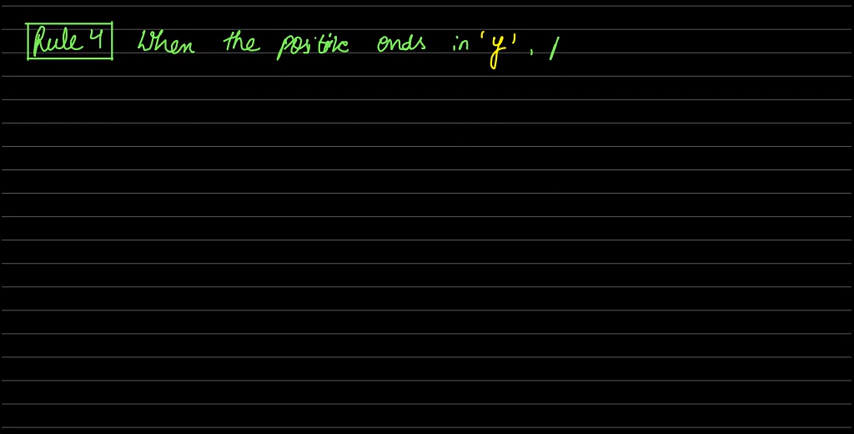 Rule 4 When the positive ends in 'y',